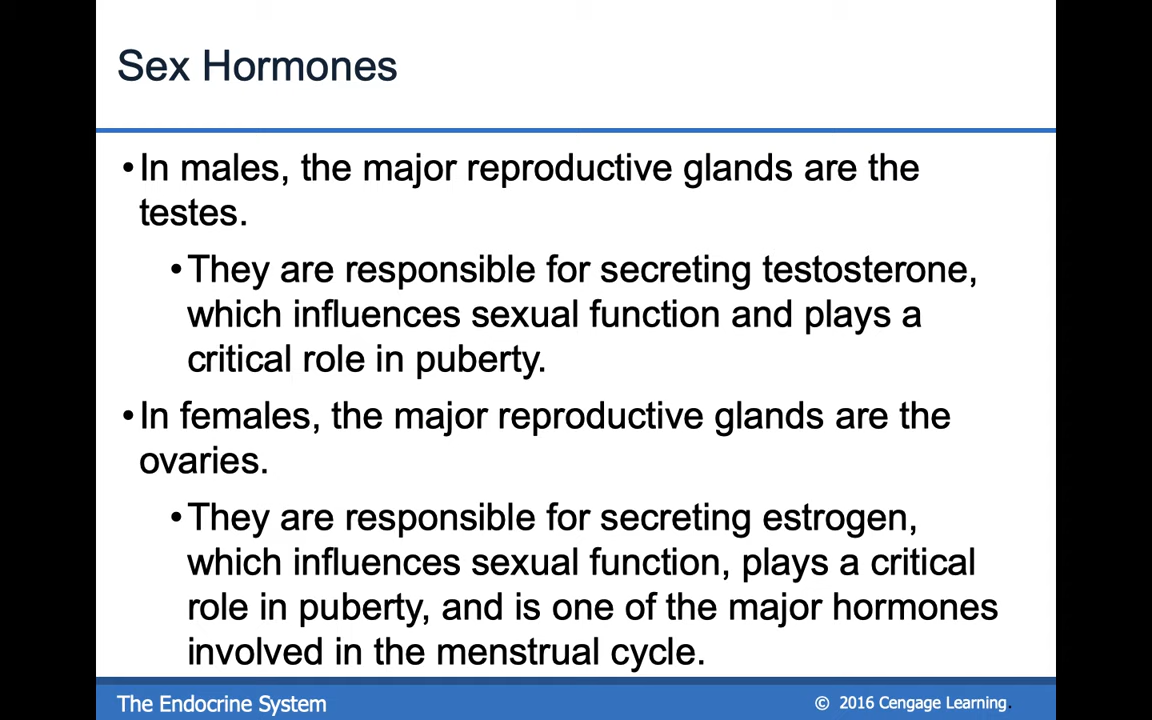 Sex Hormones
•In males, the major reproductive glands are the
testes.
•They are responsible for secreting testosterone,
which influences sexual function and plays a
critical role in puberty.
•In females, the major reproductive glands are the
ovaries.
•They are responsible for secreting estrogen,
which influences sexual function, plays a critical
role in puberty, and is one of the major hormones
involved in the menstrual cycle.
The Endocrine System
© 2016 Cengage Learning.